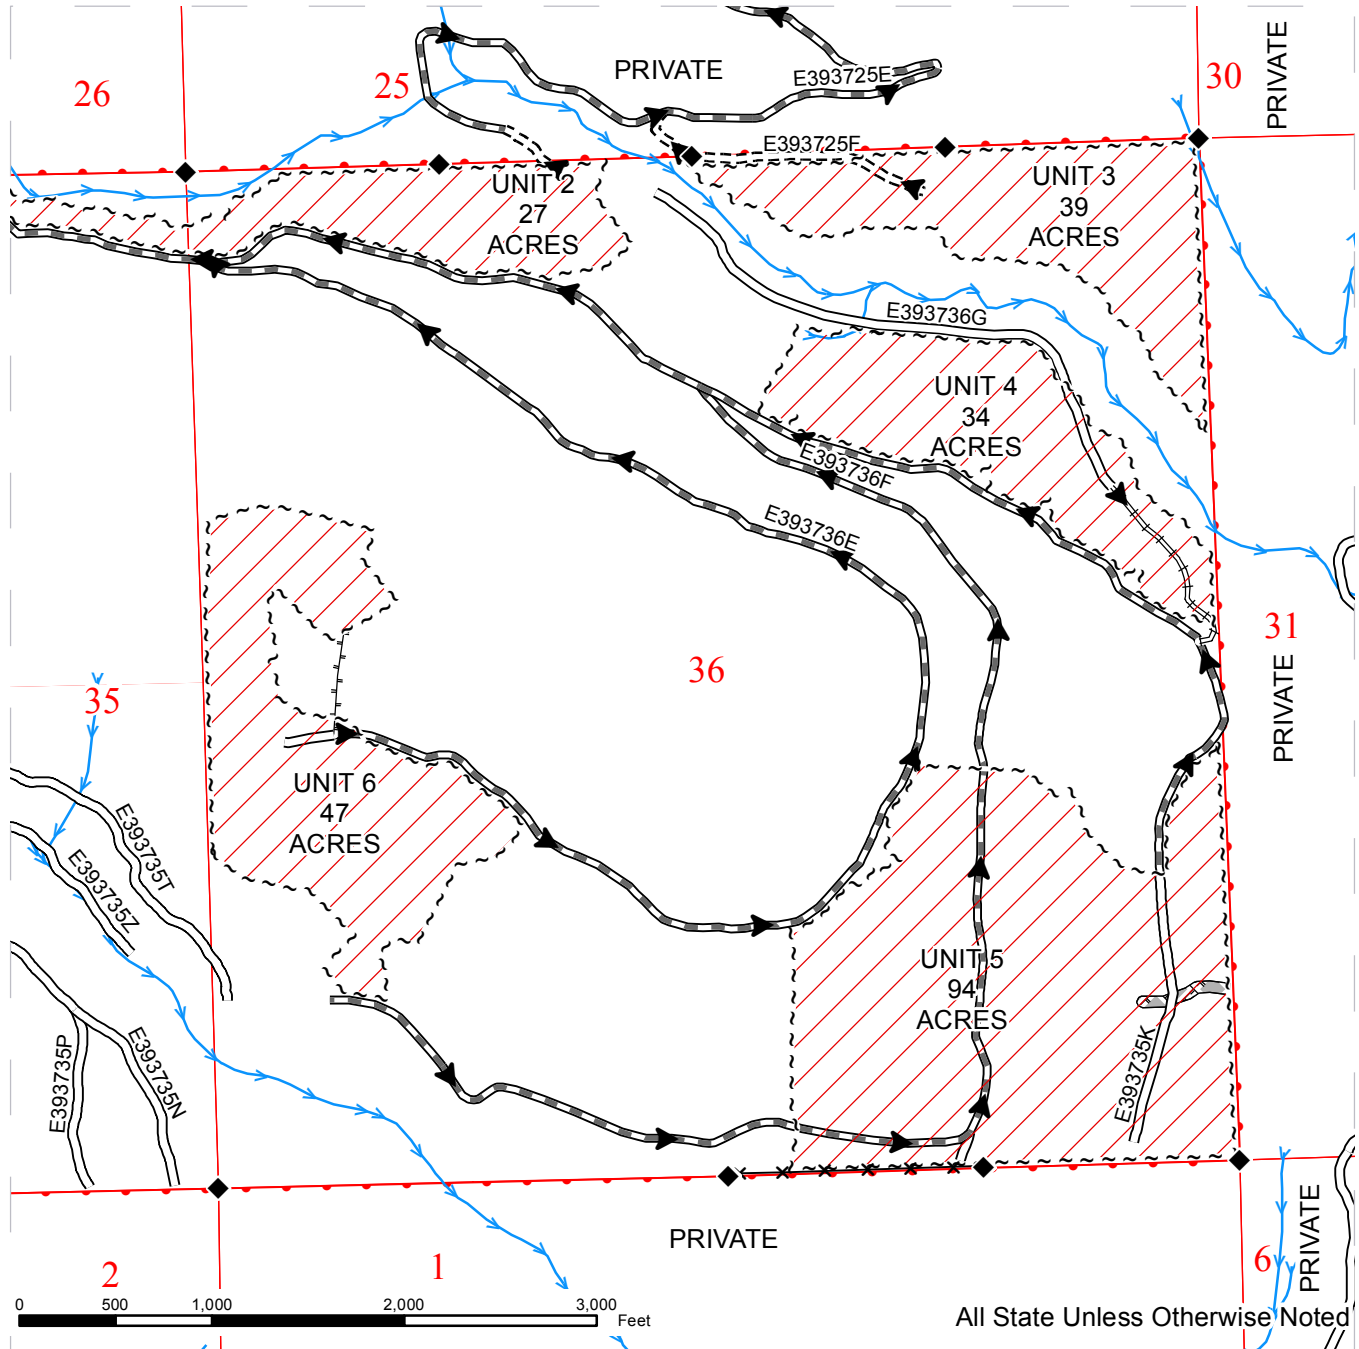 PRIVATE
PRIVATE
26
25
30
E393725E
E393725F
UNIT 2
27
ACRES
UNIT 3
39
ACRES
E393736G
UNIT 4
34
ACRES
E393736F
E393736E
36
31
PRIVATE
35
UNIT 6
47
ACRES
E393735T
E393735Z
UNIT 5
94
ACRES
E393735K
E393735P
E393735N
PRIVATE
PRIVATE
2
1
6
0 500 1,000 2,000 3,000
Feet
All State Unless Otherwise Noted